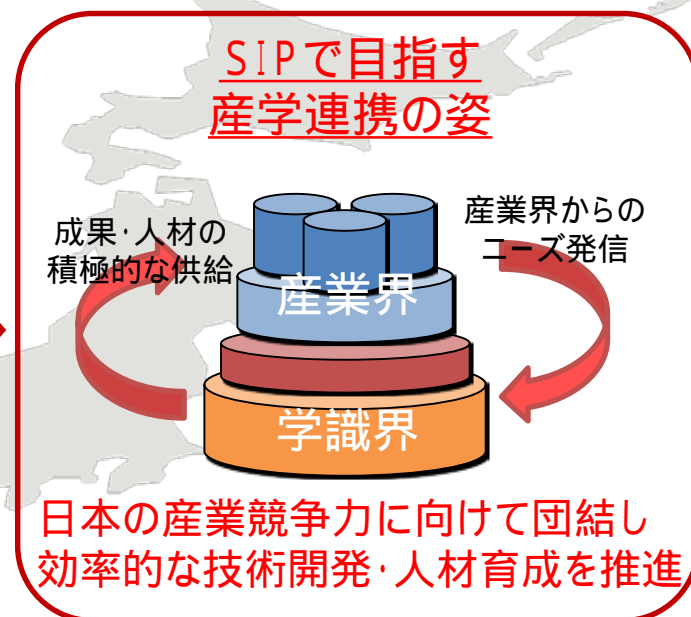 SIPで目指す
産学連携の姿
成果・人材の
積極的な供給
産業界からの
ニーズ発信
産業界
学識界
日本の産業競争力に向けて団結し
効率的な技術開発・人材育成を推進